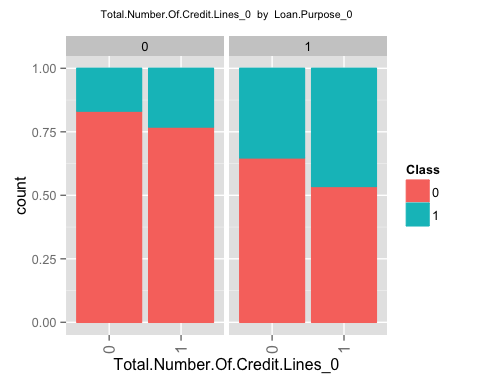 Total.Number.Of.Credit.Lines_0 by Loan.Purpose_0
0 1
1.00
0.75
0.50
0.25
0.00
count
0 1 0 1
Total.Number.Of.Credit.Lines_0
Class
0
1